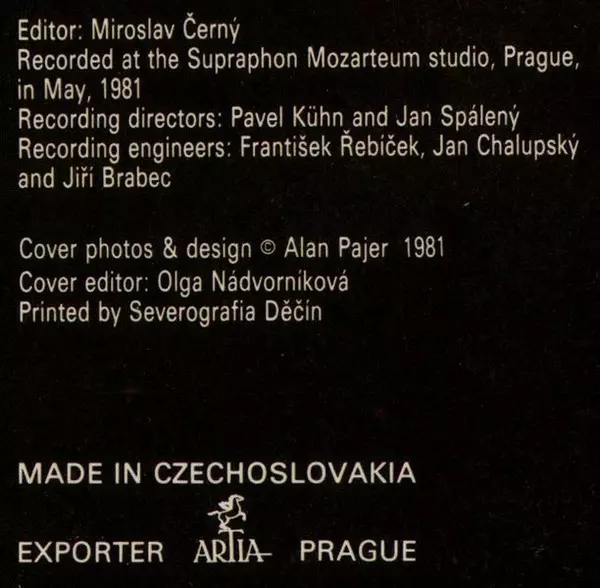 Editor: Miroslav Černý
Recorded at the Supraphon Mozarteum studio, Prague,
in May, 1981
Recording directors: Pavel Kühn and Jan Spálený
Recording engineers: František Řebíček, Jan Chalupský
and Jiří Brabec
Cover photos & design © Alan Pajer 1981
Cover editor: Olga Nádvorníková
Printed by Severografia Děčín
MADE IN CZECHOSLOVAKIA
EXPORTER ARTIA PRAGUE